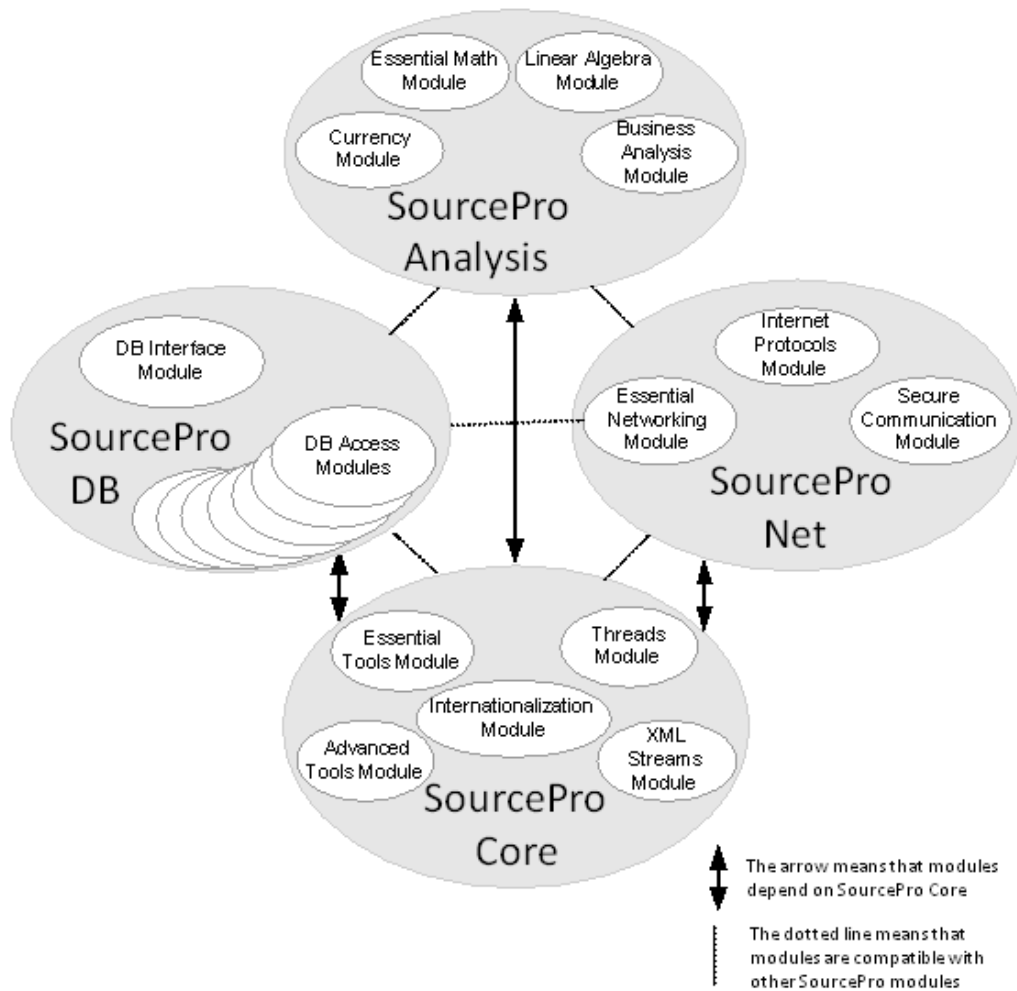 Essential Math
Module
Linear Algebra
Module
Currency
Module
Business
Analysis
Module
SourcePro
Analysis
DB Interface
Module
SourcePro
DB
DB Access
Modules
Internet
Protocols
Module
Essential
Networking
Module
Secure
Communication
Module
SourcePro
Net
Essential
Tools Module
Threads
Module
Internationalization
Module
Advanced
Tools Module
XML
Streams
Module
SourcePro
Core
The arrow means that modules
depend on SourcePro Core
The dotted line means that
modules are compatible with
other SourcePro modules